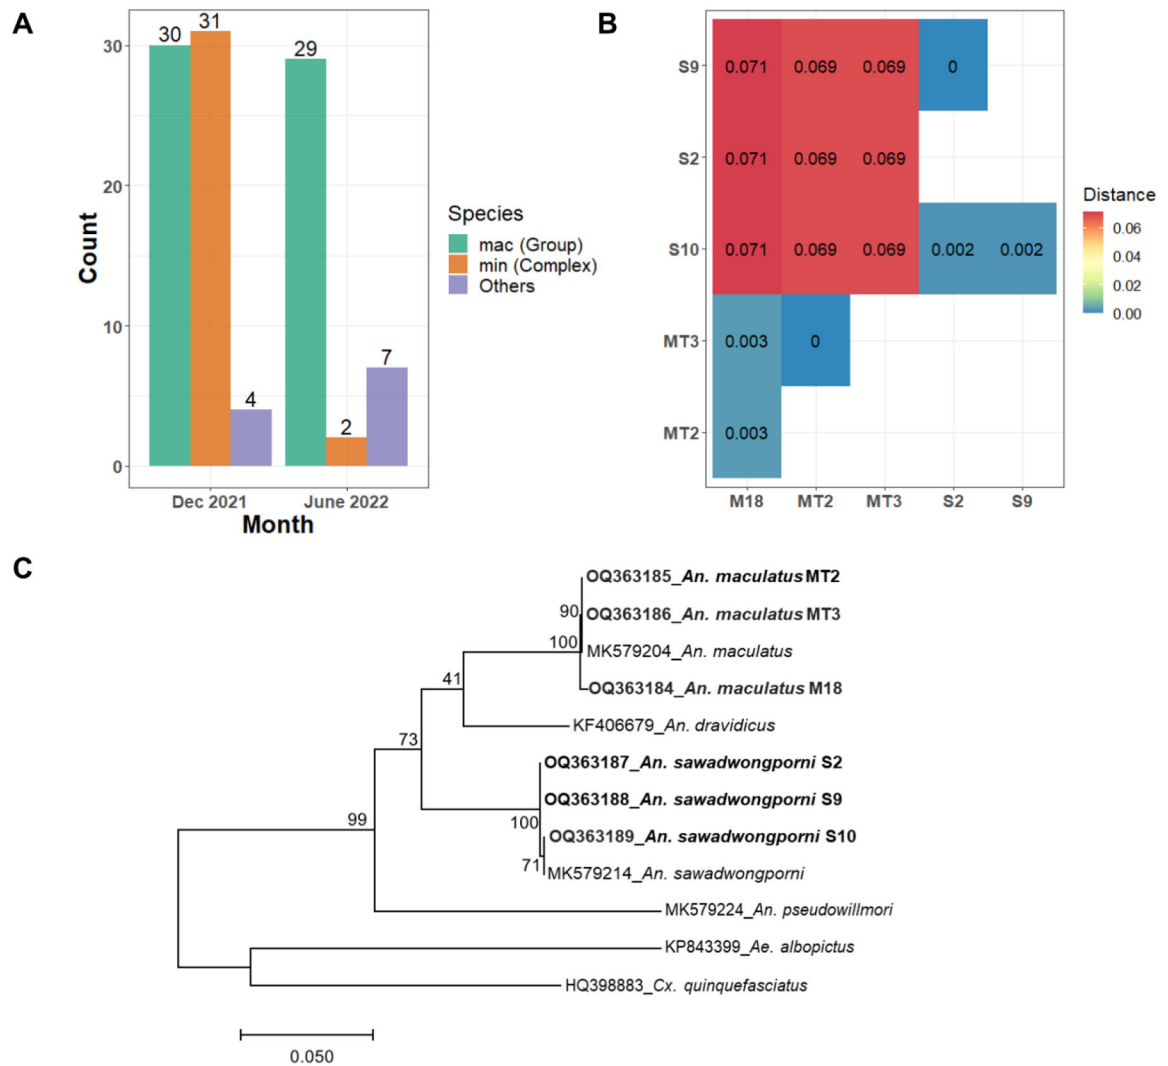 A
30
31
29
4
2
7
30
20
10
0
Count
Dec 2021
June 2022
Month
Species
mac (Group)
min (Complex)
Others
B
S9
0.071
0.069
0.069
0
S2
0.071
0.069
0.069
S10
0.071
0.069
0.069
0.002
0.002
MT3
0.003
0
MT2
0.003
M18
MT2
MT3
S2
S9
Distance
0.06
0.04
0.02
0.00
C
OQ363185_An. maculatus MT2
90
OQ363186_An. maculatus MT3
100
MK579204_An. maculatus
41
OQ363184_An. maculatus M18
KF406679_An. dravidicus
73
OQ363187_An. sawadwongporni S2
OQ363188_An. sawadwongporni S9
99
100
OQ363189_An. sawadwongporni S10
71
MK579214_An. sawadwongporni
MK579224_An. pseudowillmori
KP843399_Ae. albopictus
HQ398883_Cx. quinquefasciatus
0.050